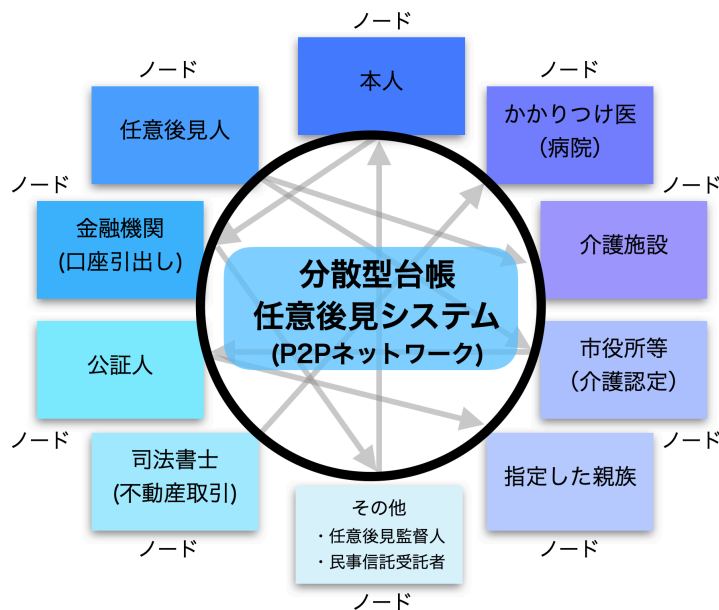 ノード
本人
ノード
任意後見人
ノード
かかりつけ医
（病院）
ノード
金融機関
(口座引出し)
ノード
介護施設
分散型台帳
任意後見システム
(P2Pネットワーク)
公証人
ノード
市役所等
（介護認定）
ノード
司法書士
(不動産取引)
ノード
指定した親族
ノード
その他
・任意後見監督人
・民事信託受託者
ノード